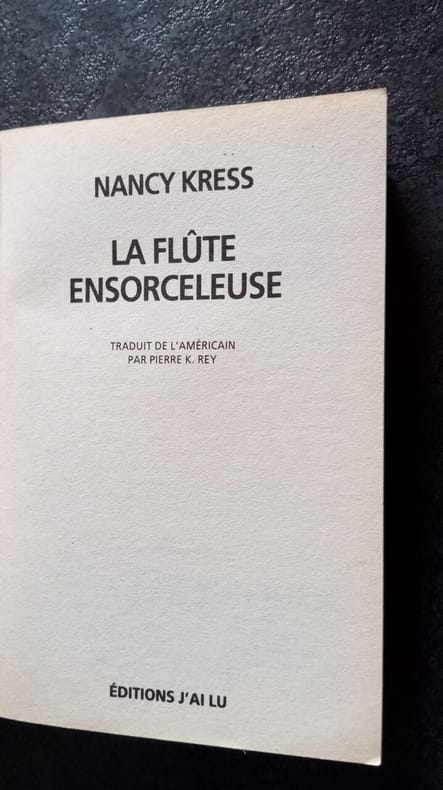 NANCY KRESS
LA FLÛTE
ENSORCELEUSE
TRADUIT DE L'AMÉRICAIN
PAR PIERRE K. REY
ÉDITIONS J'AI LU